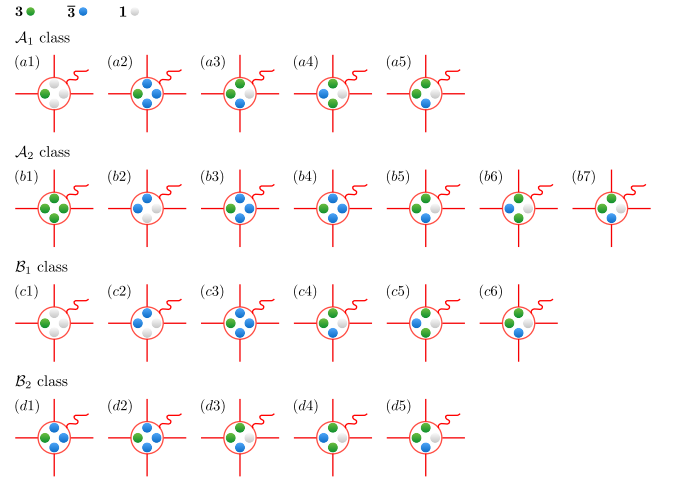 3 3̅ 1
𝒜₁ class
(a1) (a2) (a3) (a4) (a5)
𝒜₂ class
(b1) (b2) (b3) (b4) (b5) (b6) (b7)
ℬ₁ class
(c1) (c2) (c3) (c4) (c5) (c6)
ℬ₂ class
(d1) (d2) (d3) (d4) (d5)